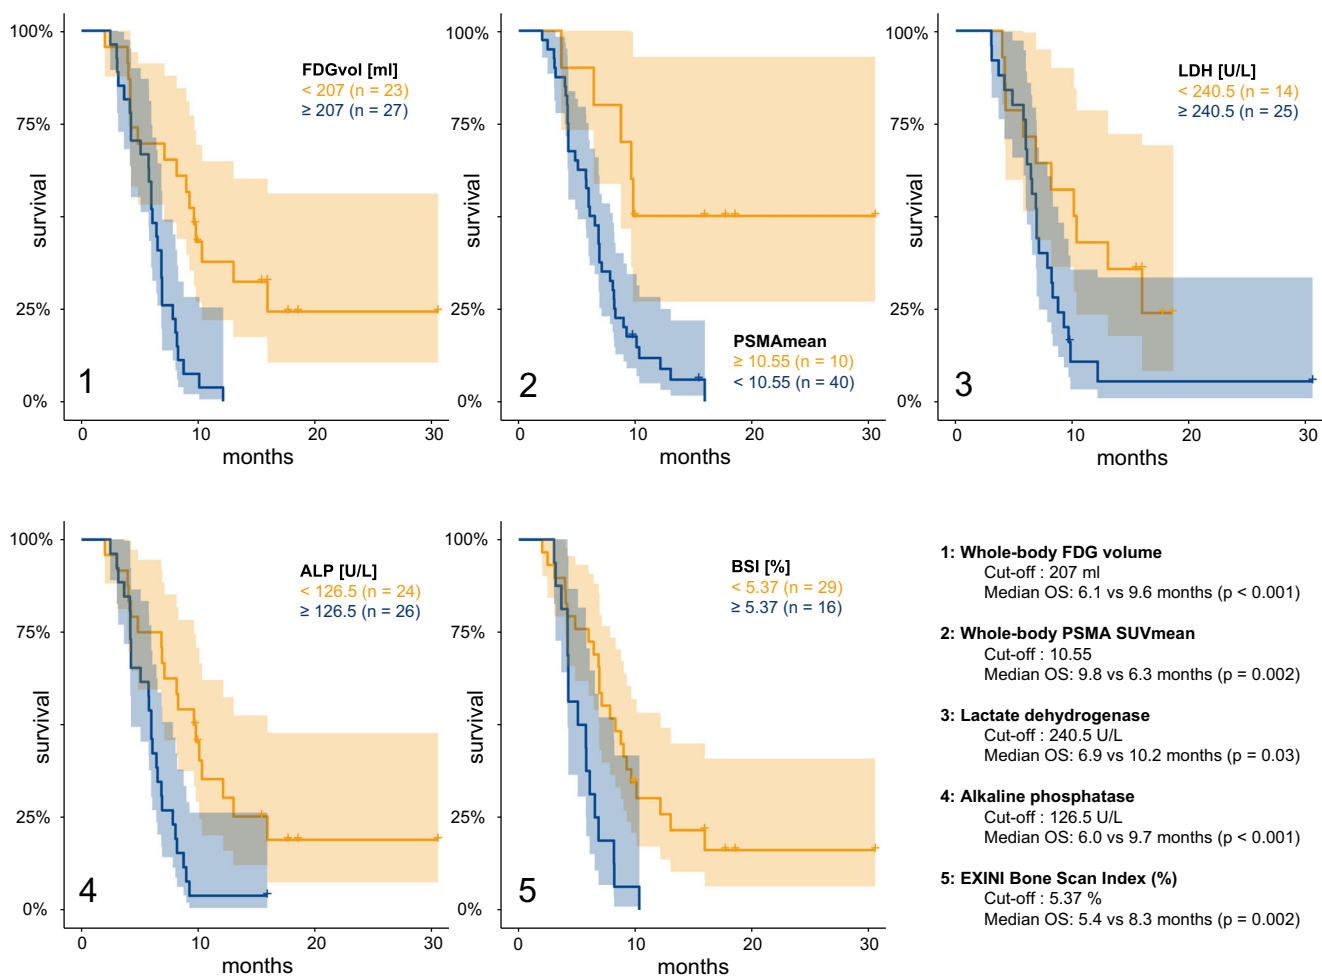 100%
75%
25%
0%
survival
FDGvol [ml]
< 207 (n = 23)
≥ 207 (n = 27)
1
0 10 20 30
months
100%
75%
25%
0%
survival
PSMAmean
≥ 10.55 (n = 10)
< 10.55 (n = 40)
2
0 10 20 30
months
100%
75%
25%
0%
survival
LDH [U/L]
< 240.5 (n = 14)
≥ 240.5 (n = 25)
3
0 10 20 30
months
100%
75%
25%
0%
survival
ALP [U/L]
< 126.5 (n = 24)
≥ 126.5 (n = 26)
4
0 10 20 30
months
100%
75%
25%
0%
survival
BSI [%]
< 5.37 (n = 29)
≥ 5.37 (n = 16)
5
0 10 20 30
months
1: Whole-body FDG volume
Cut-off : 207 ml
Median OS: 6.1 vs 9.6 months (p < 0.001)
2: Whole-body PSMA SUVmean
Cut-off : 10.55
Median OS: 9.8 vs 6.3 months (p = 0.002)
3: Lactate dehydrogenase
Cut-off : 240.5 U/L
Median OS: 6.9 vs 10.2 months (p = 0.03)
4: Alkaline phosphatase
Cut-off : 126.5 U/L
Median OS: 6.0 vs 9.7 months (p < 0.001)
5: EXINI Bone Scan Index (%)
Cut-off : 5.37 %
Median OS: 5.4 vs 8.3 months (p = 0.002)